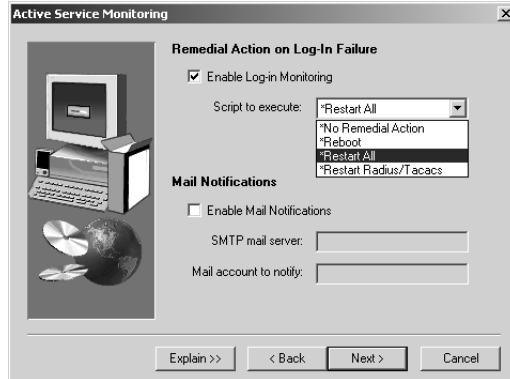 Active Service Monitoring
Remedial Action on Log-In Failure
Enable Log-in Monitoring
Script to execute: *Restart All
*No Remedial Action
*Reboot
*Restart All
*Restart Radius/Tacacs
Mail Notifications
Enable Mail Notifications
SMTP mail server:
Mail account to notify:
Explain >> < Back Next > Cancel